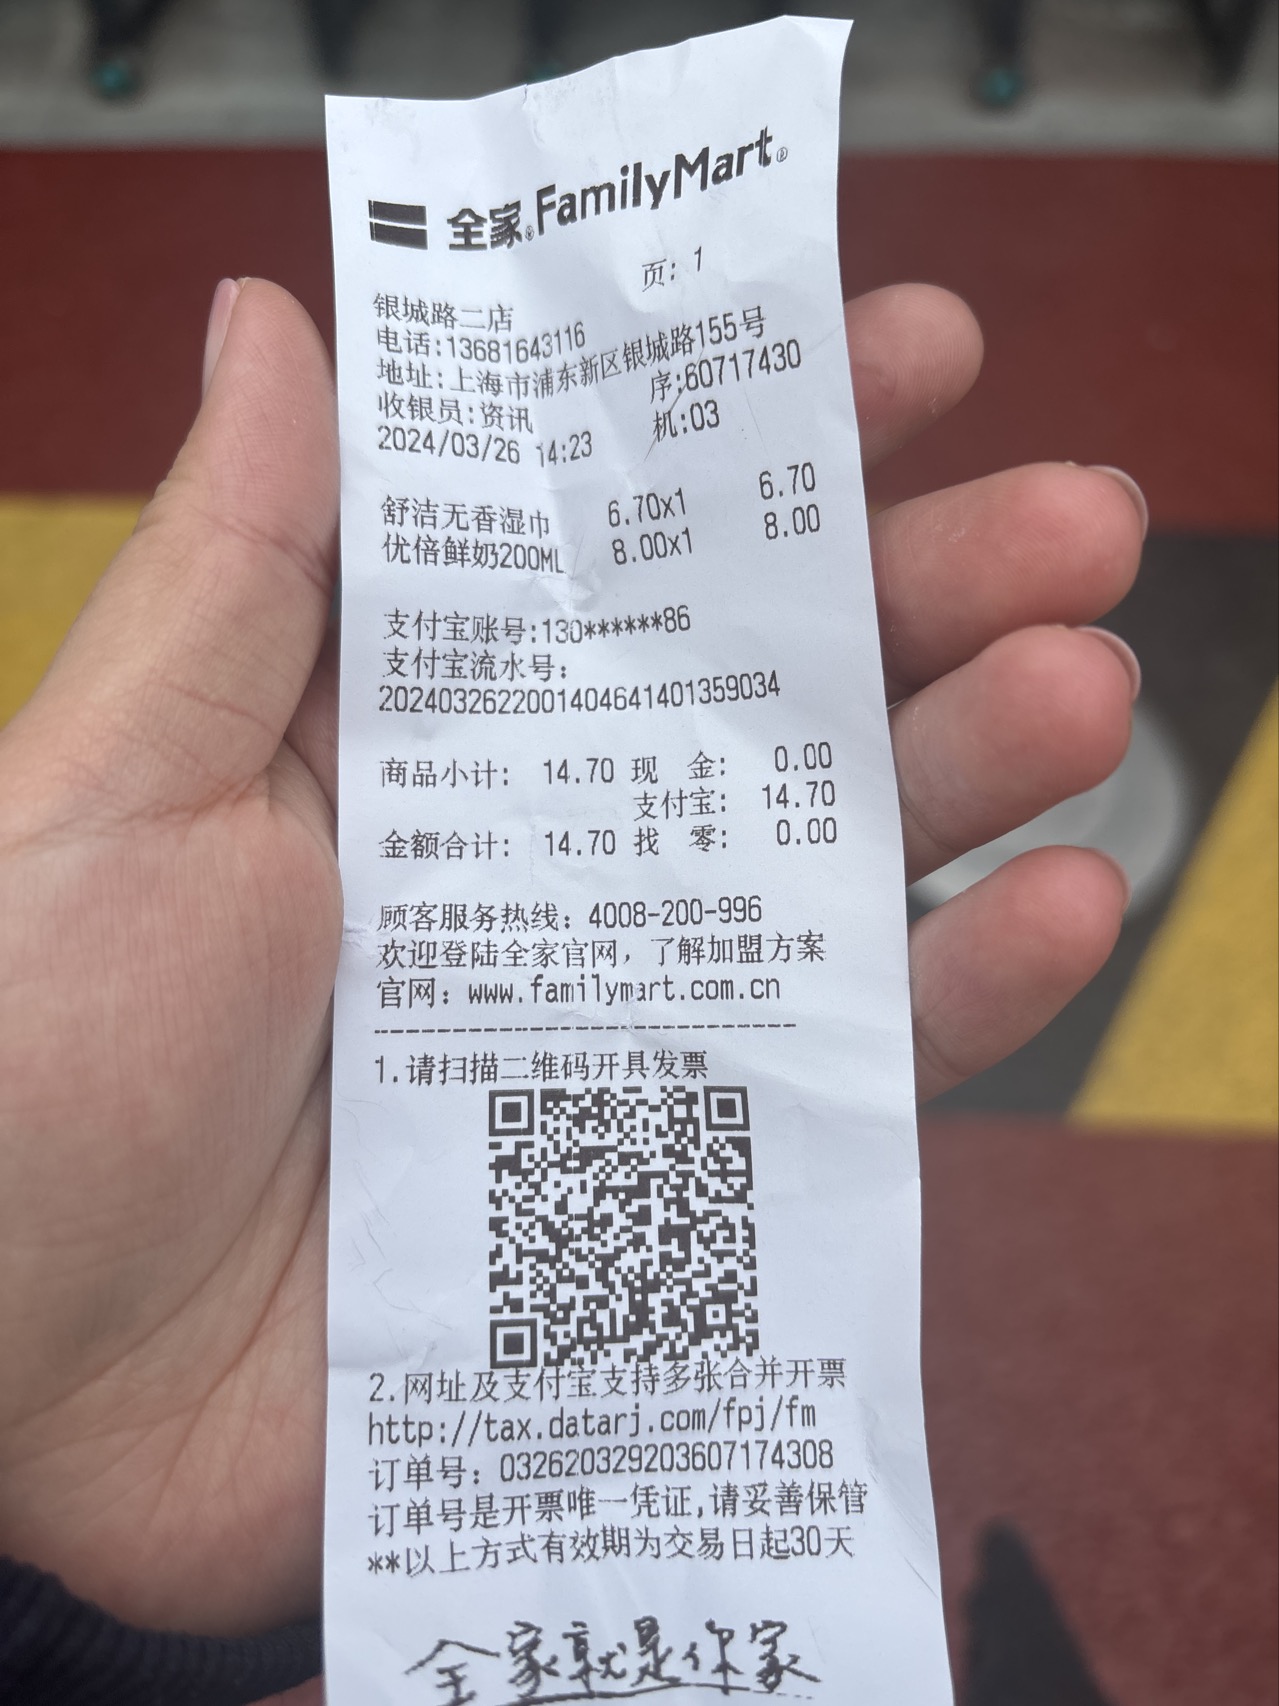 全家®FamilyMart®
页: 1
银城路二店
电话:13681643116
地址:上海市浦东新区银城路155号
收银员:资讯 序:60717430
2024/03/26 14:23 机:03
舒洁无香湿巾 6.70x1 6.70
优倍鲜奶200ML 8.00x1 8.00
支付宝账号:130******86
支付宝流水号:
2024032622001404641401359034
商品小计: 14.70 现 金: 0.00
支付宝: 14.70
金额合计: 14.70 找 零: 0.00
顾客服务热线: 4008-200-996
欢迎登陆全家官网, 了解加盟方案
官网: www.familymart.com.cn
--------------------------------
1.请扫描二维码开具发票
2.网址及支付宝支持多张合并开票
http://tax.datarj.com/fpj/fm
订单号: 032620329203607174308
订单号是开票唯一凭证,请妥善保管
**以上方式有效期为交易日起30天
全家就是你家